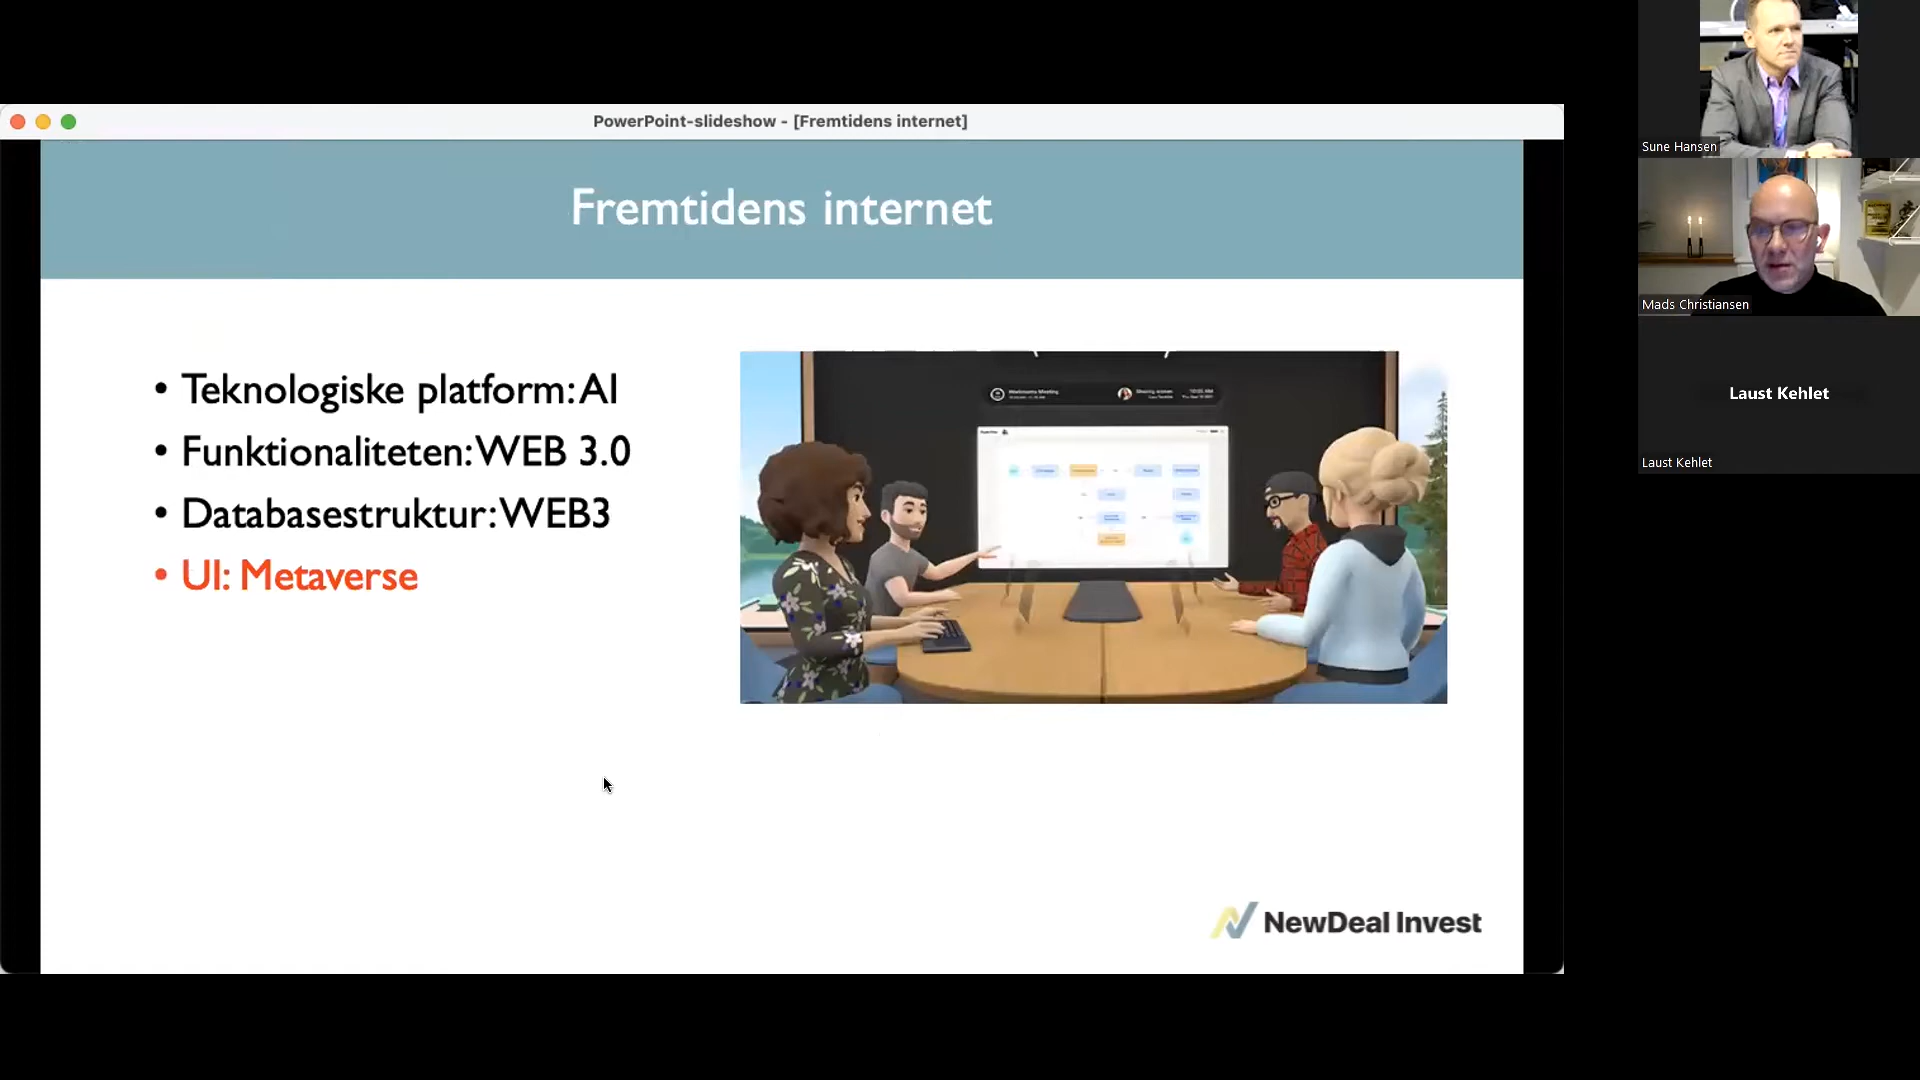 PowerPoint-slideshow - [Fremtidens internet]
Fremtidens internet
• Teknologiske platform: AI
• Funktionaliteten: WEB 3.0
• Databasestruktur: WEB3
• UI: Metaverse
NewDeal Invest
Sune Hansen
Mads Christiansen
Laust Kehlet
Laust Kehlet